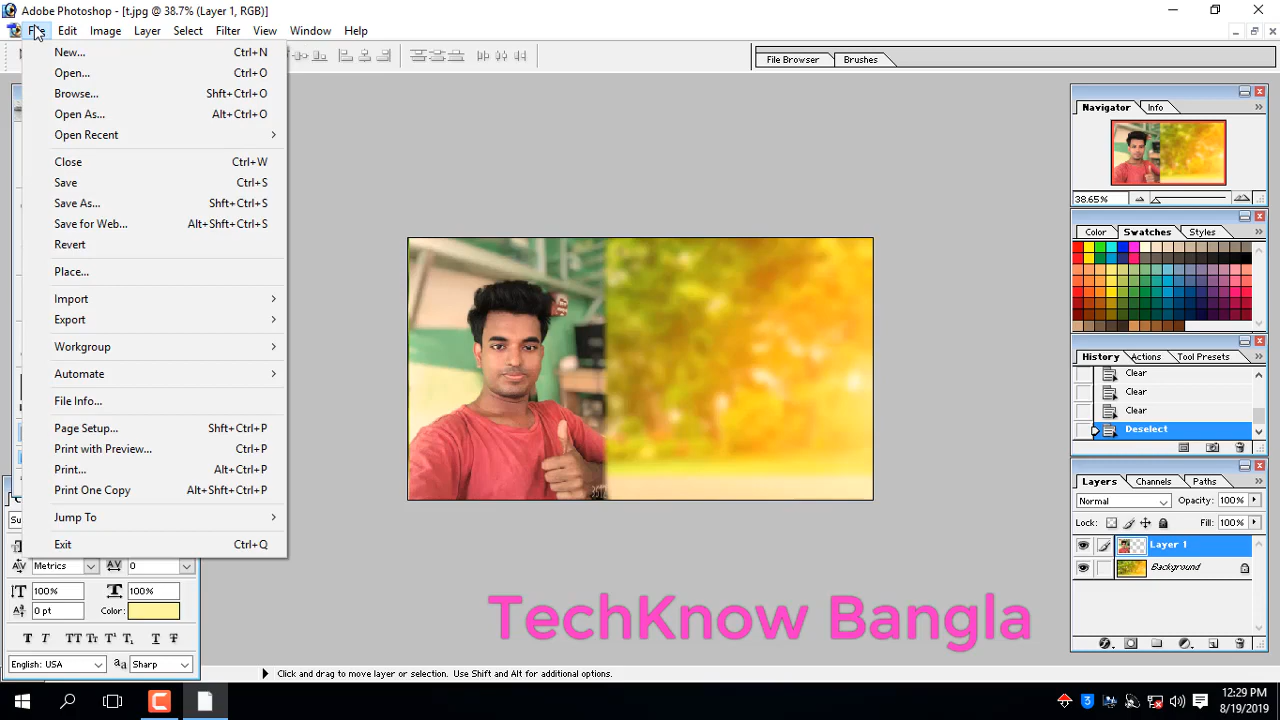 Adobe Photoshop - [t.jpg @ 38.7% (Layer 1, RGB)]
File Edit Image Layer Select Filter View Window Help
New... Ctrl+N
Open... Ctrl+O
Browse... Shft+Ctrl+O
Open As... Alt+Ctrl+O
Open Recent
Close Ctrl+W
Save Ctrl+S
Save As... Shft+Ctrl+S
Save for Web... Alt+Shft+Ctrl+S
Revert
Place...
Import
Export
Workgroup
Automate
File Info...
Page Setup... Shft+Ctrl+P
Print with Preview... Ctrl+P
Print... Alt+Ctrl+P
Print One Copy Alt+Shft+Ctrl+P
Jump To
Exit Ctrl+Q
Metrics 0
100% 100%
0 pt Color:
T T TT Tr T¹ T₁ T T
English: USA aa Sharp
File Browser Brushes
Navigator Info
38.65%
Color Swatches Styles
History Actions Tool Presets
Clear
Clear
Clear
Deselect
Layers Channels Paths
Normal Opacity: 100%
Lock: Fill: 100%
Layer 1
Background
TechKnow Bangla
Click and drag to move layer or selection. Use Shift and Alt for additional options.
12:29 PM
8/19/2019